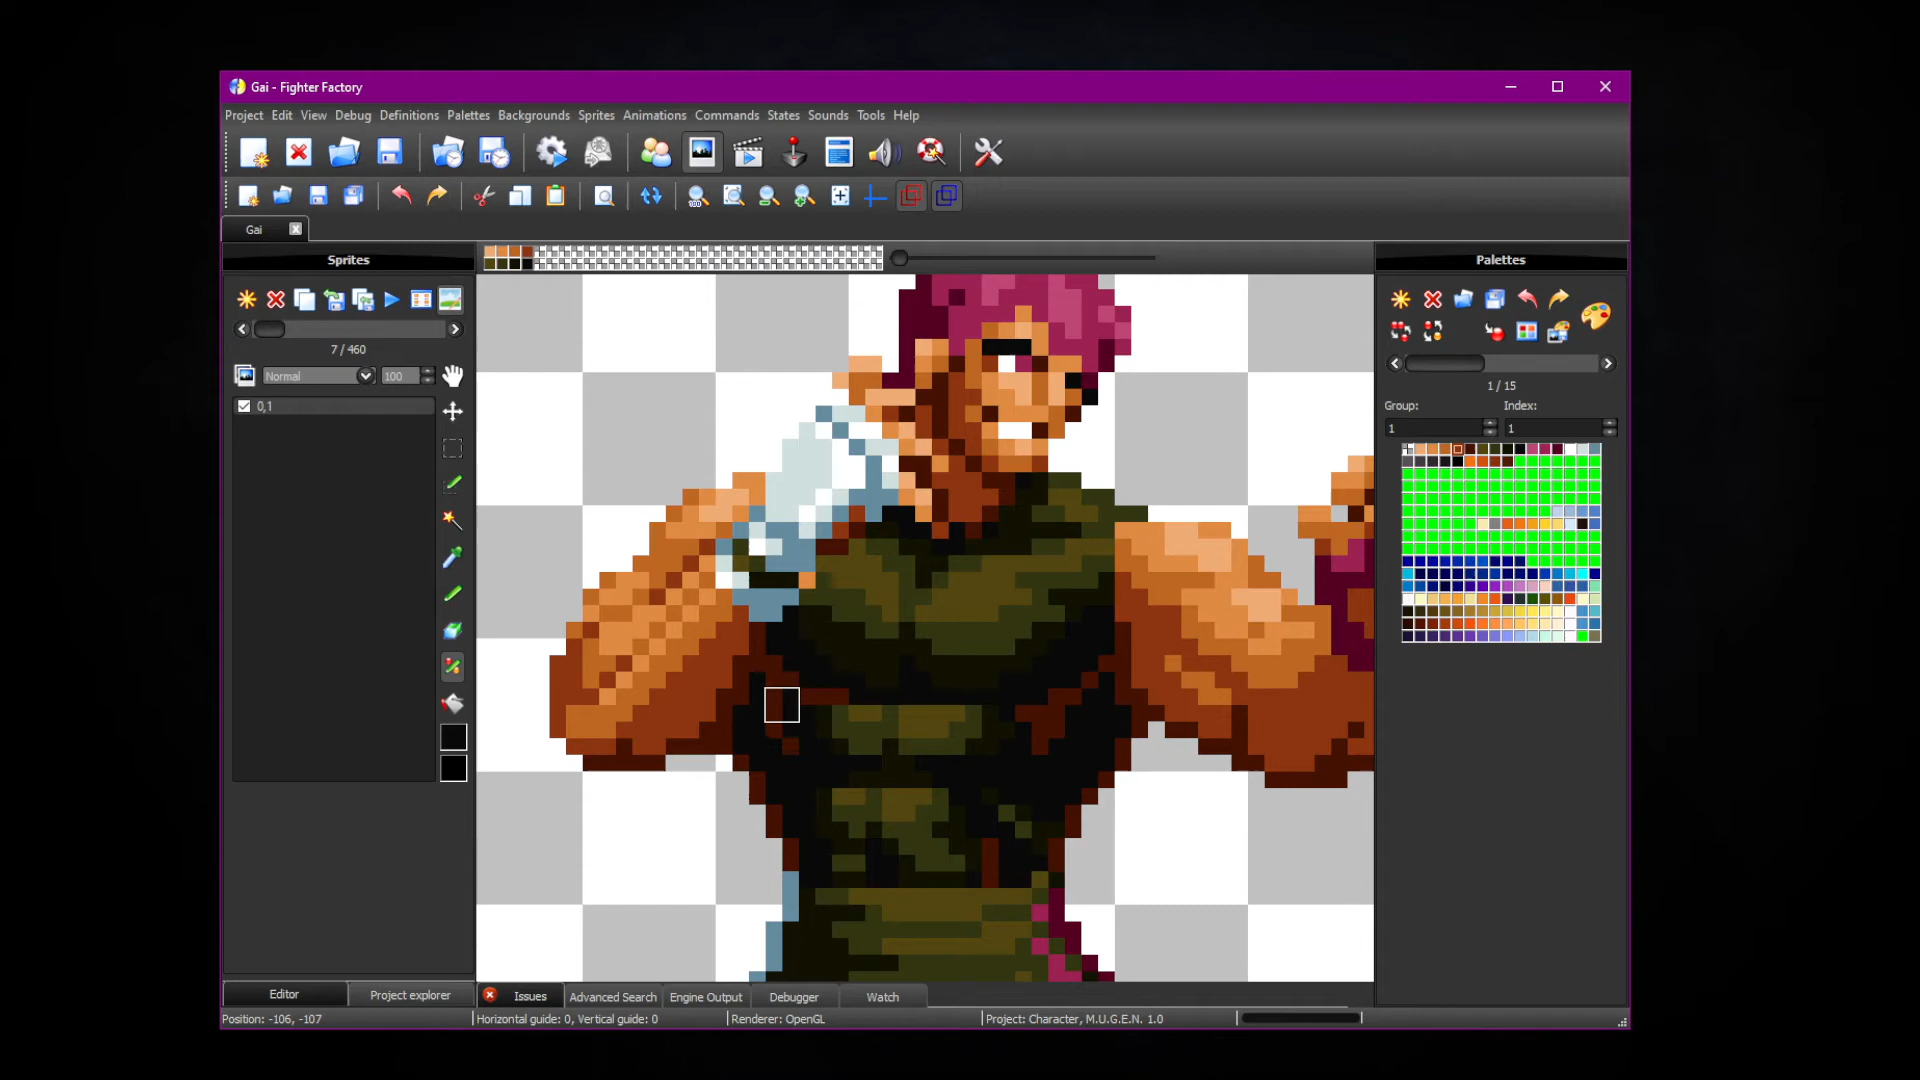 Gai - Fighter Factory
Project Edit View Debug Definitions Palettes Backgrounds Sprites Animations Commands States Sounds Tools Help
100
Gai
Sprites
Palettes
7 / 460
Normal 100
1 / 15
0,1
Group: Index:
1 1
Editor Project explorer
Issues Advanced Search Engine Output Debugger Watch
Position: -106, -107 Horizontal guide: 0, Vertical guide: 0 Renderer: OpenGL Project: Character, M.U.G.E.N. 1.0